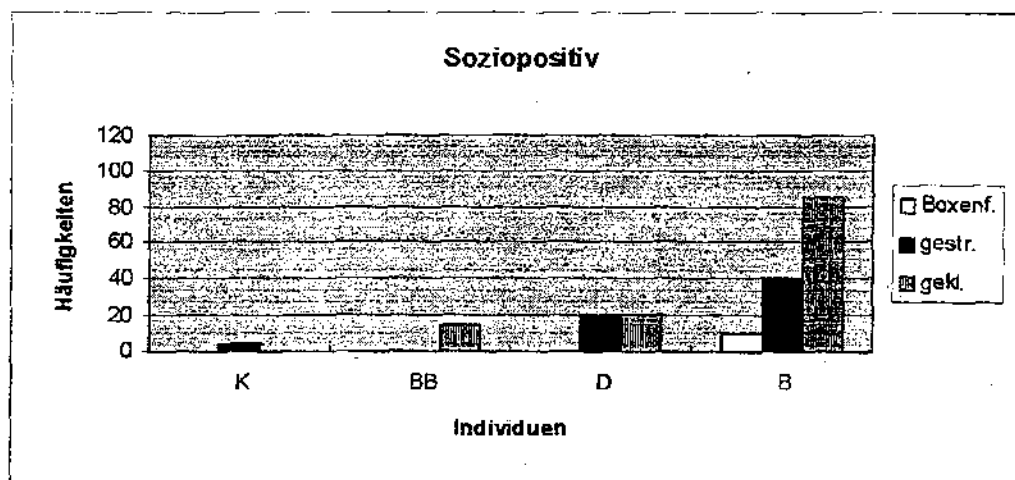 Soziopositiv
120
100
80
60
40
20
0
Häufigkeiten
K BB D B
Individuen
Boxenf.
gestr.
gekl.